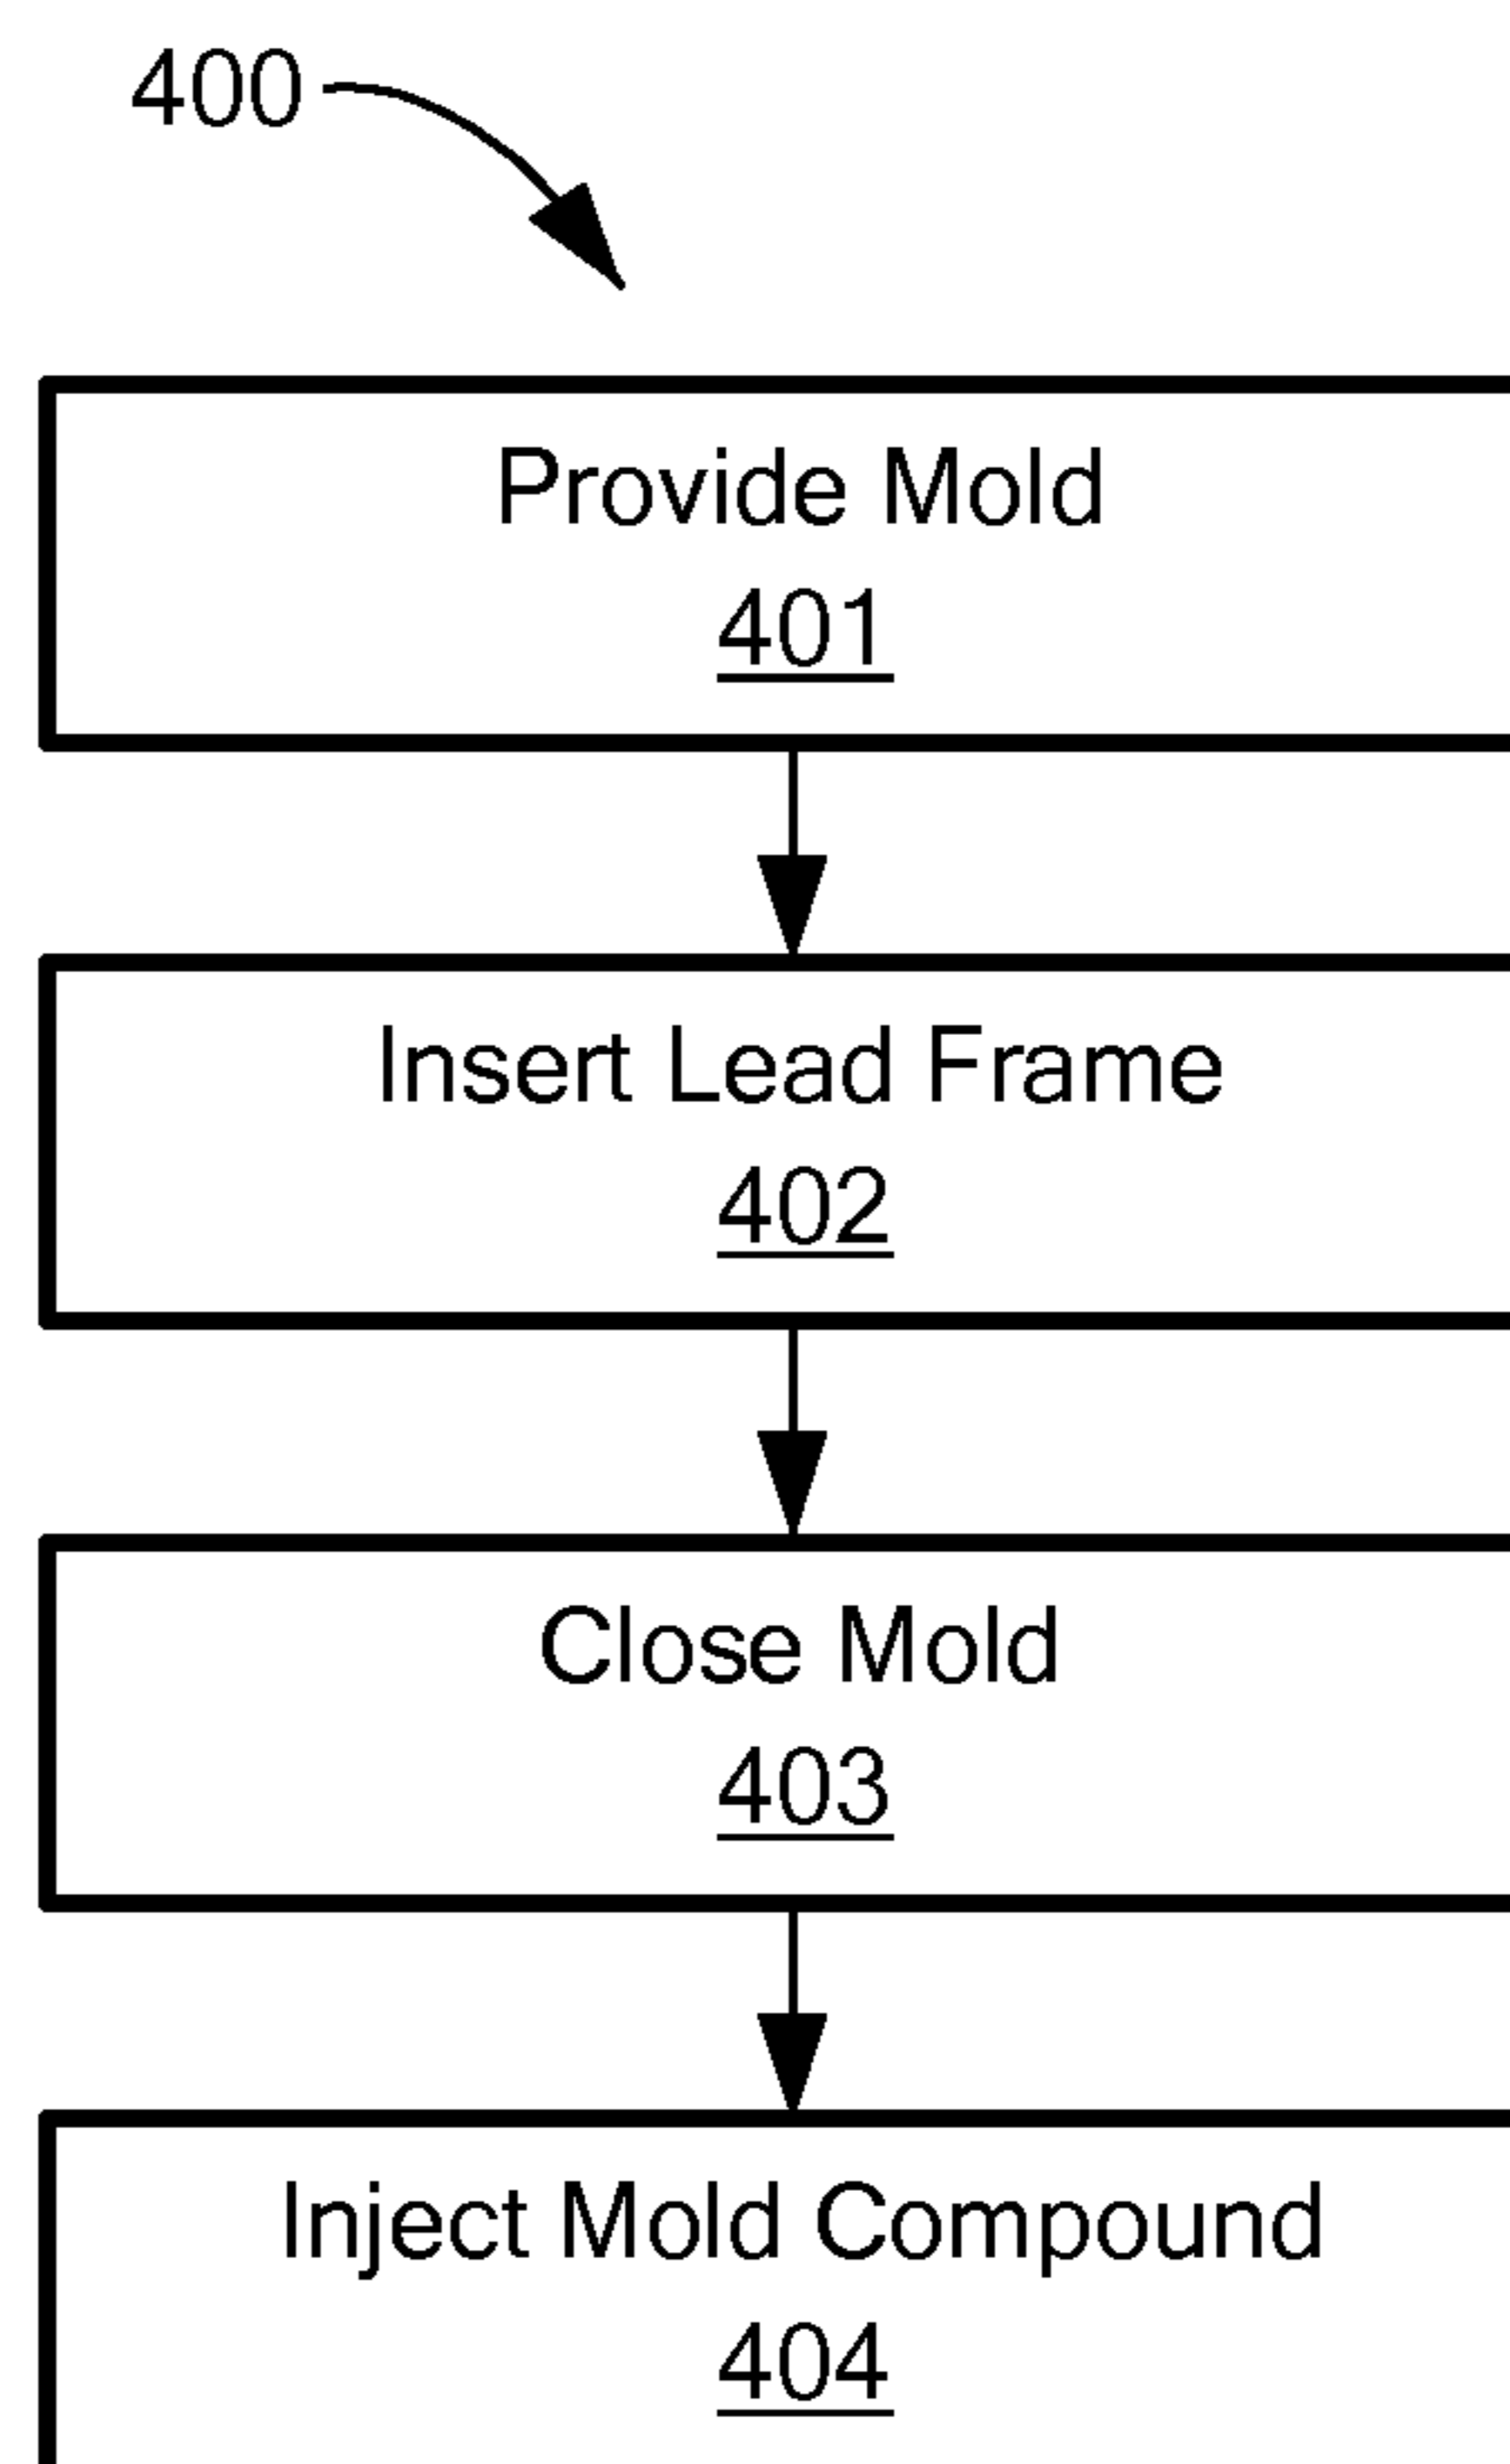 400
Provide Mold
401
Insert Lead Frame
402
Close Mold
403
Inject Mold Compound
404